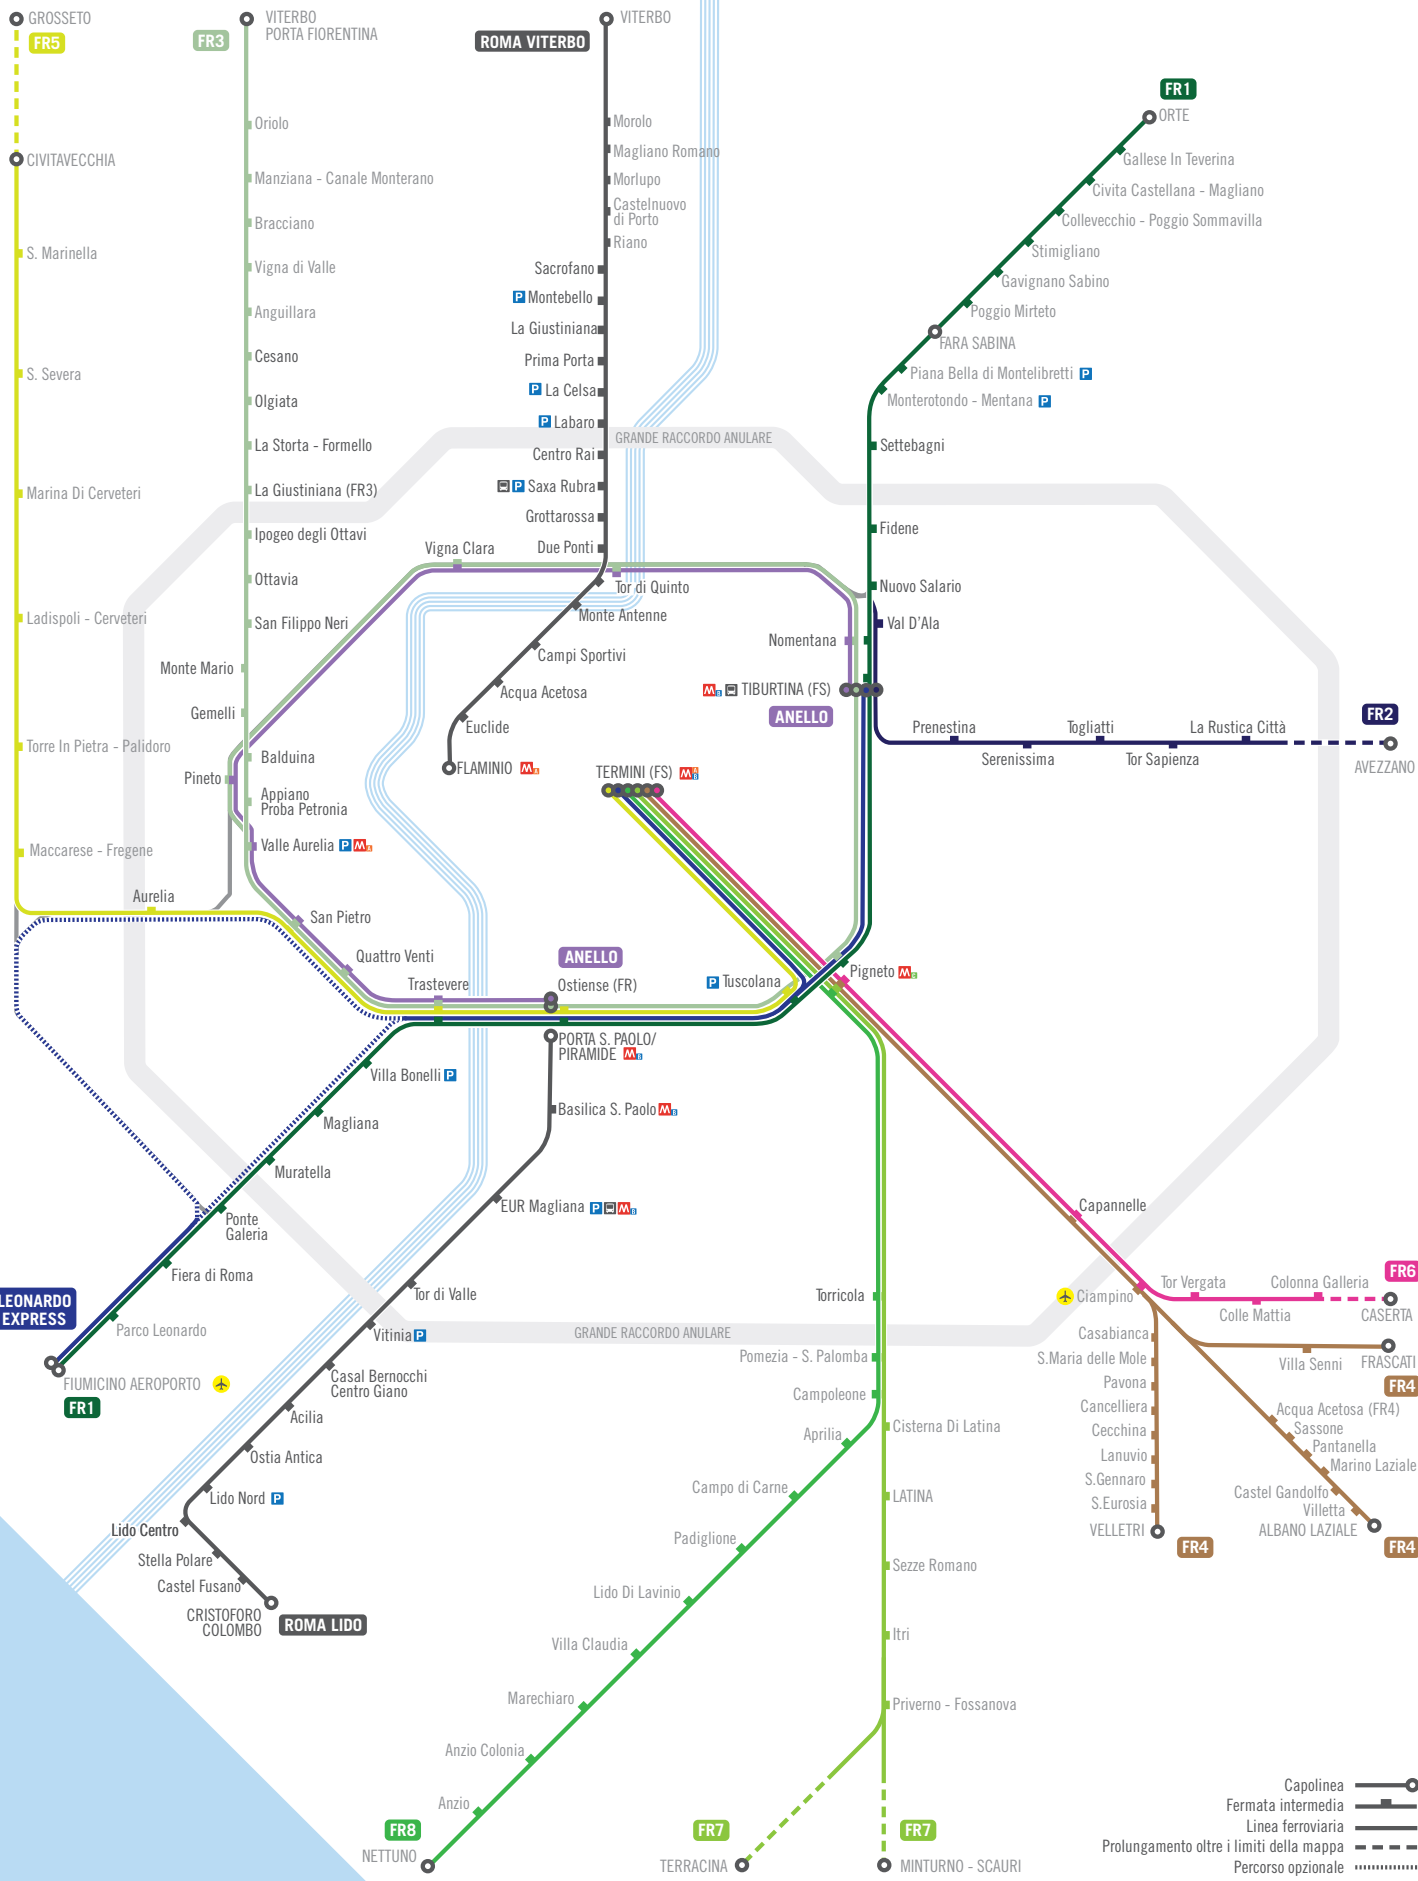 GROSSETO
FR5
FR3
VITERBO
PORTA FIORENTINA
ROMA VITERBO
VITERBO
FR1
ORTE
Oriolo
Morolo
Magliano Romano
Gallese In Teverina
CIVITAVECCHIA
Manziana - Canale Monterano
Morlupo
Civita Castellana - Magliano
Castelnuovo
di Porto
Bracciano
Collevecchio - Poggio Sommavilla
Riano
S. Marinella
Stimigliano
Vigna di Valle
Sacrofano
Gavignano Sabino
P Montebello
Anguillara
Poggio Mirteto
La Giustiniana
FARA SABINA
Cesano
Prima Porta
S. Severa
Piana Bella di Montelibretti P
P La Celsa
Olgiata
Monterotondo - Mentana P
P Labaro
GRANDE RACCORDO ANULARE
La Storta - Formello
Centro Rai
Settebagni
Marina Di Cerveteri
La Giustiniana (FR3)
P Saxa Rubra
Grottarossa
Ipogeo degli Ottavi
Fidene
Vigna Clara
Due Ponti
Ottavia
Tor di Quinto
Nuovo Salario
Ladispoli - Cerveteri
San Filippo Neri
Monte Antenne
Val D'Ala
Nomentana
Campi Sportivi
Monte Mario
Acqua Acetosa
M B TIBURTINA (FS)
Gemelli
ANELLO
FR2
Euclide
Prenestina
Togliatti
La Rustica Città
Torre In Pietra - Palidoro
Balduina
Serenissima
Tor Sapienza
AVEZZANO
Pineto
FLAMINIO M A
TERMINI (FS) M A B
Appiano
Proba Petronia
Maccarese - Fregene
Valle Aurelia P M A
Aurelia
San Pietro
Quattro Venti
ANELLO
Trastevere
Ostiense (FR)
P Tuscolana
Pigneto M C
PORTA S. PAOLO/
PIRAMIDE M B
Villa Bonelli P
Basilica S. Paolo M B
Magliana
Muratella
EUR Magliana P M B
Capannelle
Ponte
Galeria
Fiera di Roma
FR6
Tor Vergata
Colonna Galleria
LEONARDO
EXPRESS
Tor di Valle
Torricola
Ciampino
Colle Mattia
CASERTA
Parco Leonardo
Vitinia P
GRANDE RACCORDO ANULARE
Casabianca
Pomezia - S. Palomba
S.Maria delle Mole
Villa Senni
FRASCATI
FIUMICINO AEROPORTO
Casal Bernocchi
Centro Giano
Pavona
FR4
Campoleone
FR1
Cancelliera
Acqua Acetosa (FR4)
Acilia
Cisterna Di Latina
Cecchina
Sassone
Aprilia
Pantanella
Ostia Antica
Lanuvio
Marino Laziale
S.Gennaro
Campo di Carne
Castel Gandolfo
Lido Nord P
LATINA
S.Eurosia
Villetta
Lido Centro
VELLETRI
ALBANO LAZIALE
Padiglione
FR4
FR4
Stella Polare
Sezze Romano
Castel Fusano
Lido Di Lavinio
CRISTOFORO
COLOMBO
ROMA LIDO
Itri
Villa Claudia
Marechiaro
Priverno - Fossanova
Anzio Colonia
Capolinea
Anzio
Fermata intermedia
FR8
FR7
FR7
Linea ferroviaria
Prolungamento oltre i limiti della mappa
NETTUNO
TERRACINA
MINTURNO - SCAURI
Percorso opzionale